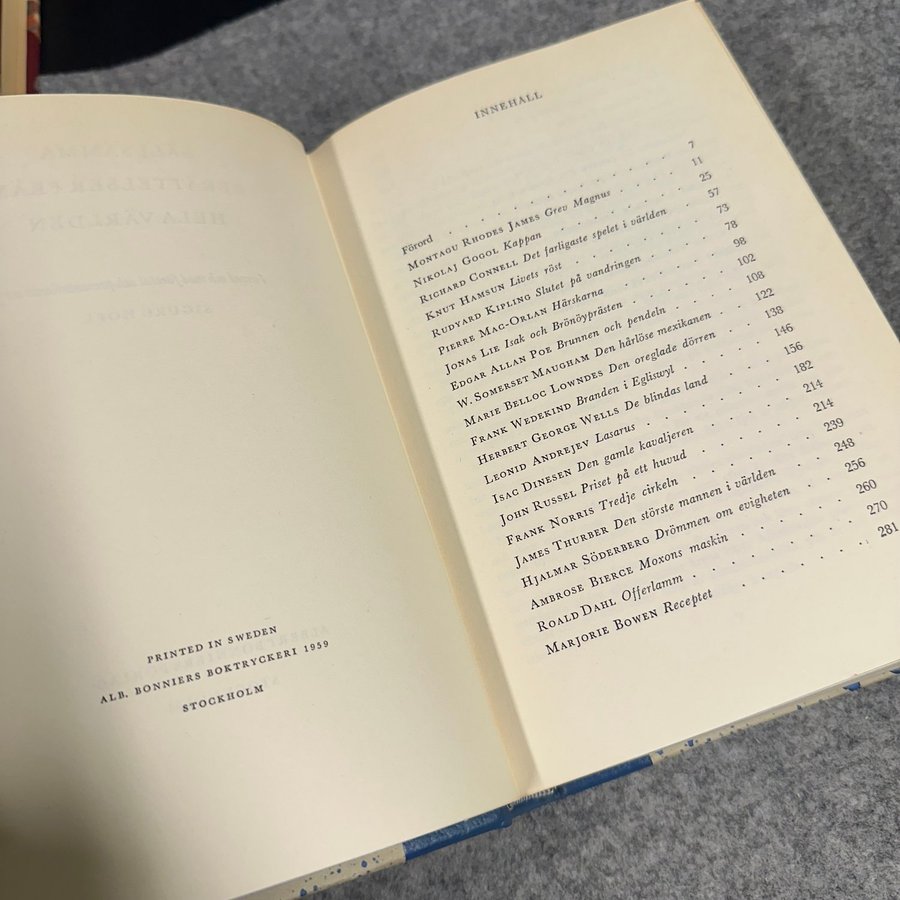 PRINTED IN SWEDEN
ALB. BONNIERS BOKTRYCKERI 1959
STOCKHOLM
INNEHÅLL
Förord . . . . . . . . . . . . 7
MONTAGU RHODES JAMES Grev Magnus . . . . 11
NIKOLAJ GOGOL Kappan . . . . . . . . 25
RICHARD CONNELL Det farligaste spelet i världen . . 57
KNUT HAMSUN Livets röst . . . . . . . 73
RUDYARD KIPLING Slutet på vandringen . . . . 78
PIERRE MAC-ORLAN Härskarna . . . . . . 98
JONAS LIE Isak och Brönöyprästen . . . . . 102
EDGAR ALLAN POE Brunnen och pendeln . . . . 108
W. SOMERSET MAUGHAM Den hårlöse mexikanen . . 122
MARIE BELLOC LOWNDES Den oreglade dörren . . 138
FRANK WEDEKIND Branden i Egliswyl . . . . 146
HERBERT GEORGE WELLS De blindas land . . . 156
LEONID ANDREJEV Lasarus . . . . . . . 182
ISAC DINESEN Den gamle kavaljeren . . . . . 214
JOHN RUSSEL Priset på ett huvud . . . . . 214
FRANK NORRIS Tredje cirkeln . . . . . . 239
JAMES THURBER Den störste mannen i världen . . 248
HJALMAR SÖDERBERG Drömmen om evigheten . . 256
AMBROSE BIERCE Moxons maskin . . . . . 260
ROALD DAHL Offerlamm . . . . . . . 270
MARJORIE BOWEN Receptet . . . . . . 281